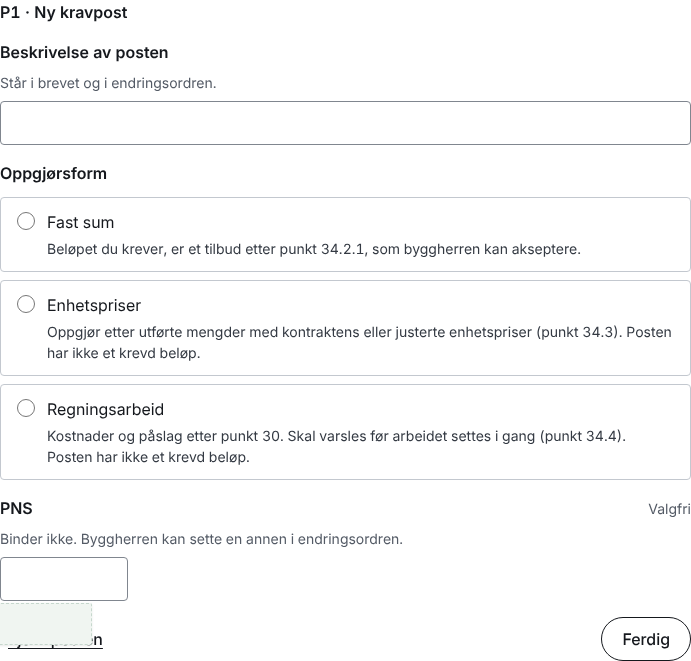 P1 · Ny kravpost
Beskrivelse av posten
Står i brevet og i endringsordren.
Oppgjørsform
Fast sum
Beløpet du krever, er et tilbud etter punkt 34.2.1, som byggherren kan akseptere.
Enhetspriser
Oppgjør etter utførte mengder med kontraktens eller justerte enhetspriser (punkt 34.3). Posten
har ikke et krevd beløp.
Regningsarbeid
Kostnader og påslag etter punkt 30. Skal varsles før arbeidet settes i gang (punkt 34.4).
Posten har ikke et krevd beløp.
PNS
Valgfri
Binder ikke. Byggherren kan sette en annen i endringsordren.
Ferdig